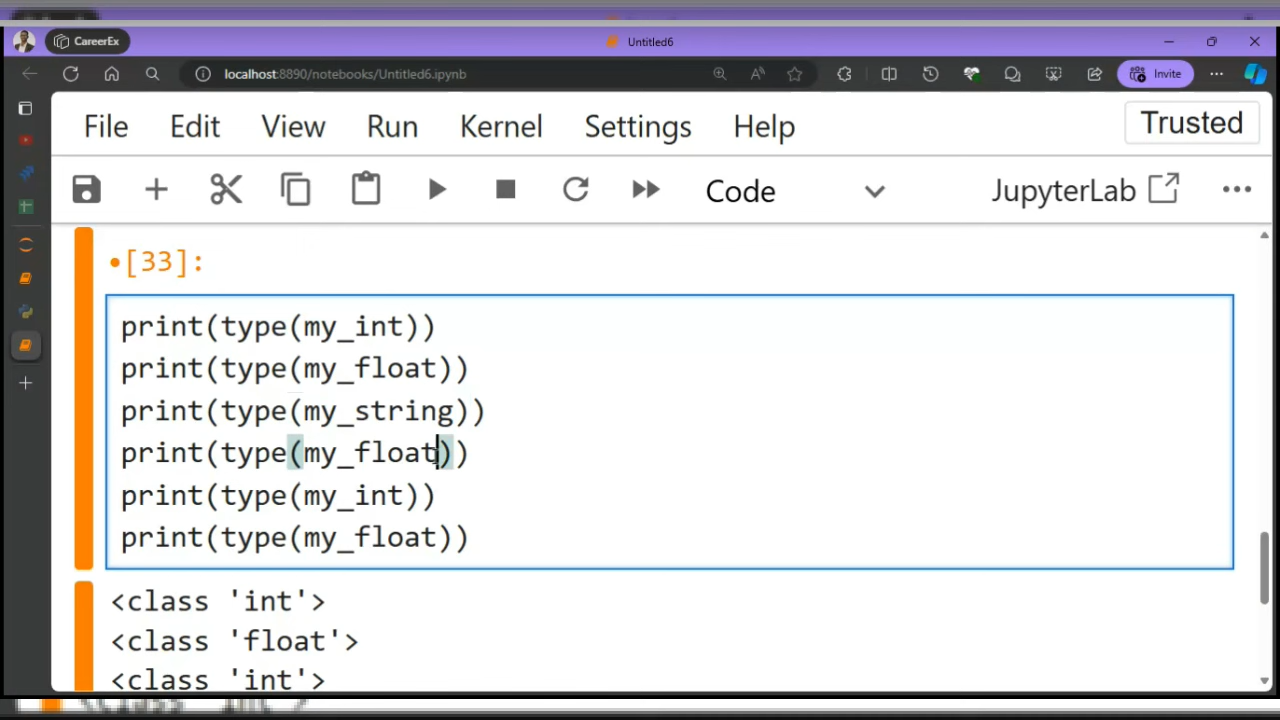 CareerEx
Untitled6
localhost:8890/notebooks/Untitled6.ipynb
Invite
File Edit View Run Kernel Settings Help
Trusted
Code
JupyterLab
[33]:
print(type(my_int))
print(type(my_float))
print(type(my_string))
print(type(my_float))
print(type(my_int))
print(type(my_float))
<class 'int'>
<class 'float'>
<class 'int'>